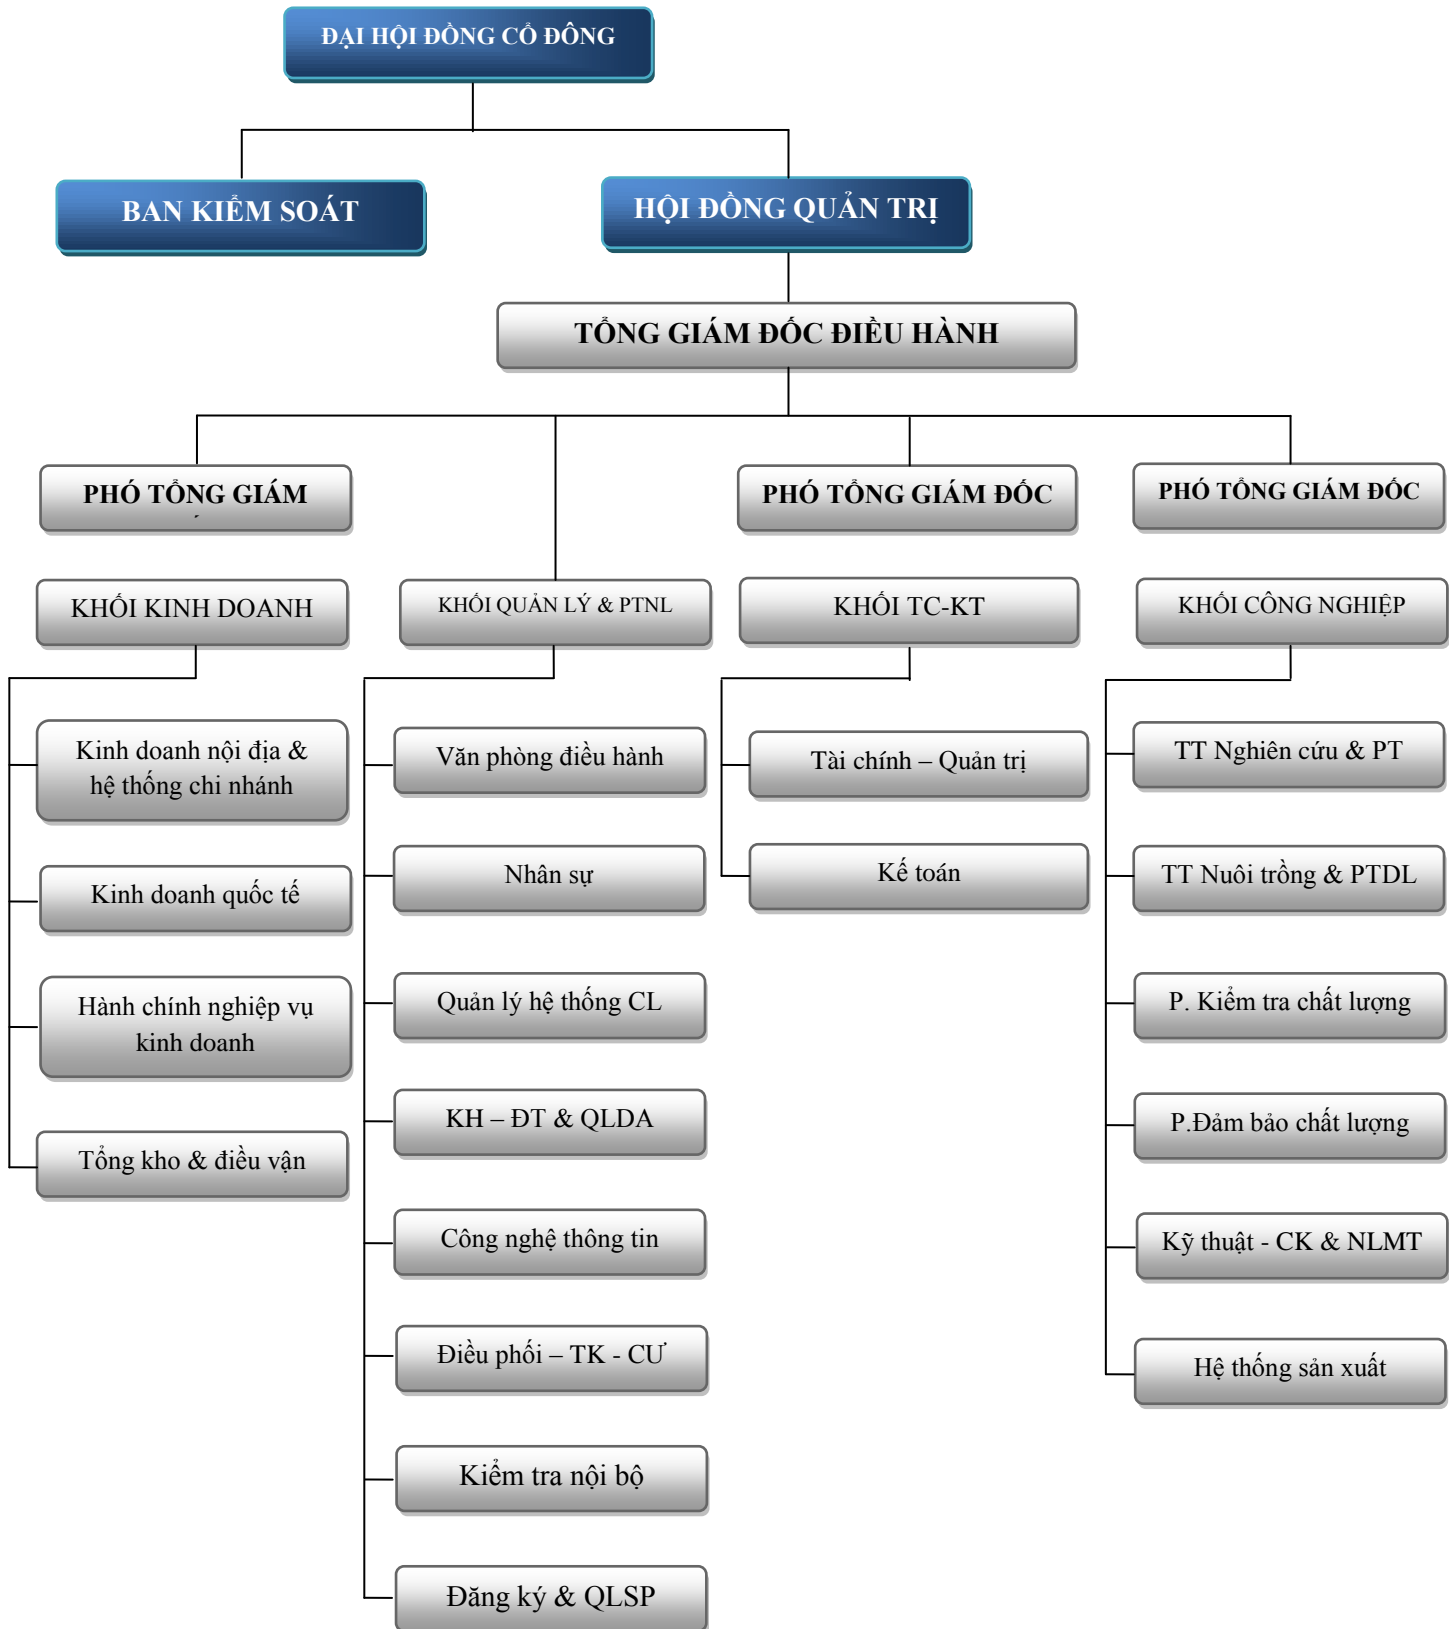 ĐẠI HỘI ĐỒNG CỔ ĐÔNG
BAN KIỂM SOÁT
HỘI ĐỒNG QUẢN TRỊ
TỔNG GIÁM ĐỐC ĐIỀU HÀNH
PHÓ TỔNG GIÁM
PHÓ TỔNG GIÁM ĐỐC
PHÓ TỔNG GIÁM ĐỐC
KHỐI KINH DOANH
KHỐI QUẢN LÝ & PTNL
KHỐI TC-KT
KHỐI CÔNG NGHIỆP
Kinh doanh nội địa &
hệ thống chi nhánh
Kinh doanh quốc tế
Hành chính nghiệp vụ
kinh doanh
Tổng kho & điều vận
Văn phòng điều hành
Nhân sự
Quản lý hệ thống CL
KH – ĐT & QLDA
Công nghệ thông tin
Điều phối – TK - CƯ
Kiểm tra nội bộ
Đăng ký & QLSP
Tài chính – Quản trị
Kế toán
TT Nghiên cứu & PT
TT Nuôi trồng & PTDL
P. Kiểm tra chất lượng
P.Đảm bảo chất lượng
Kỹ thuật - CK & NLMT
Hệ thống sản xuất